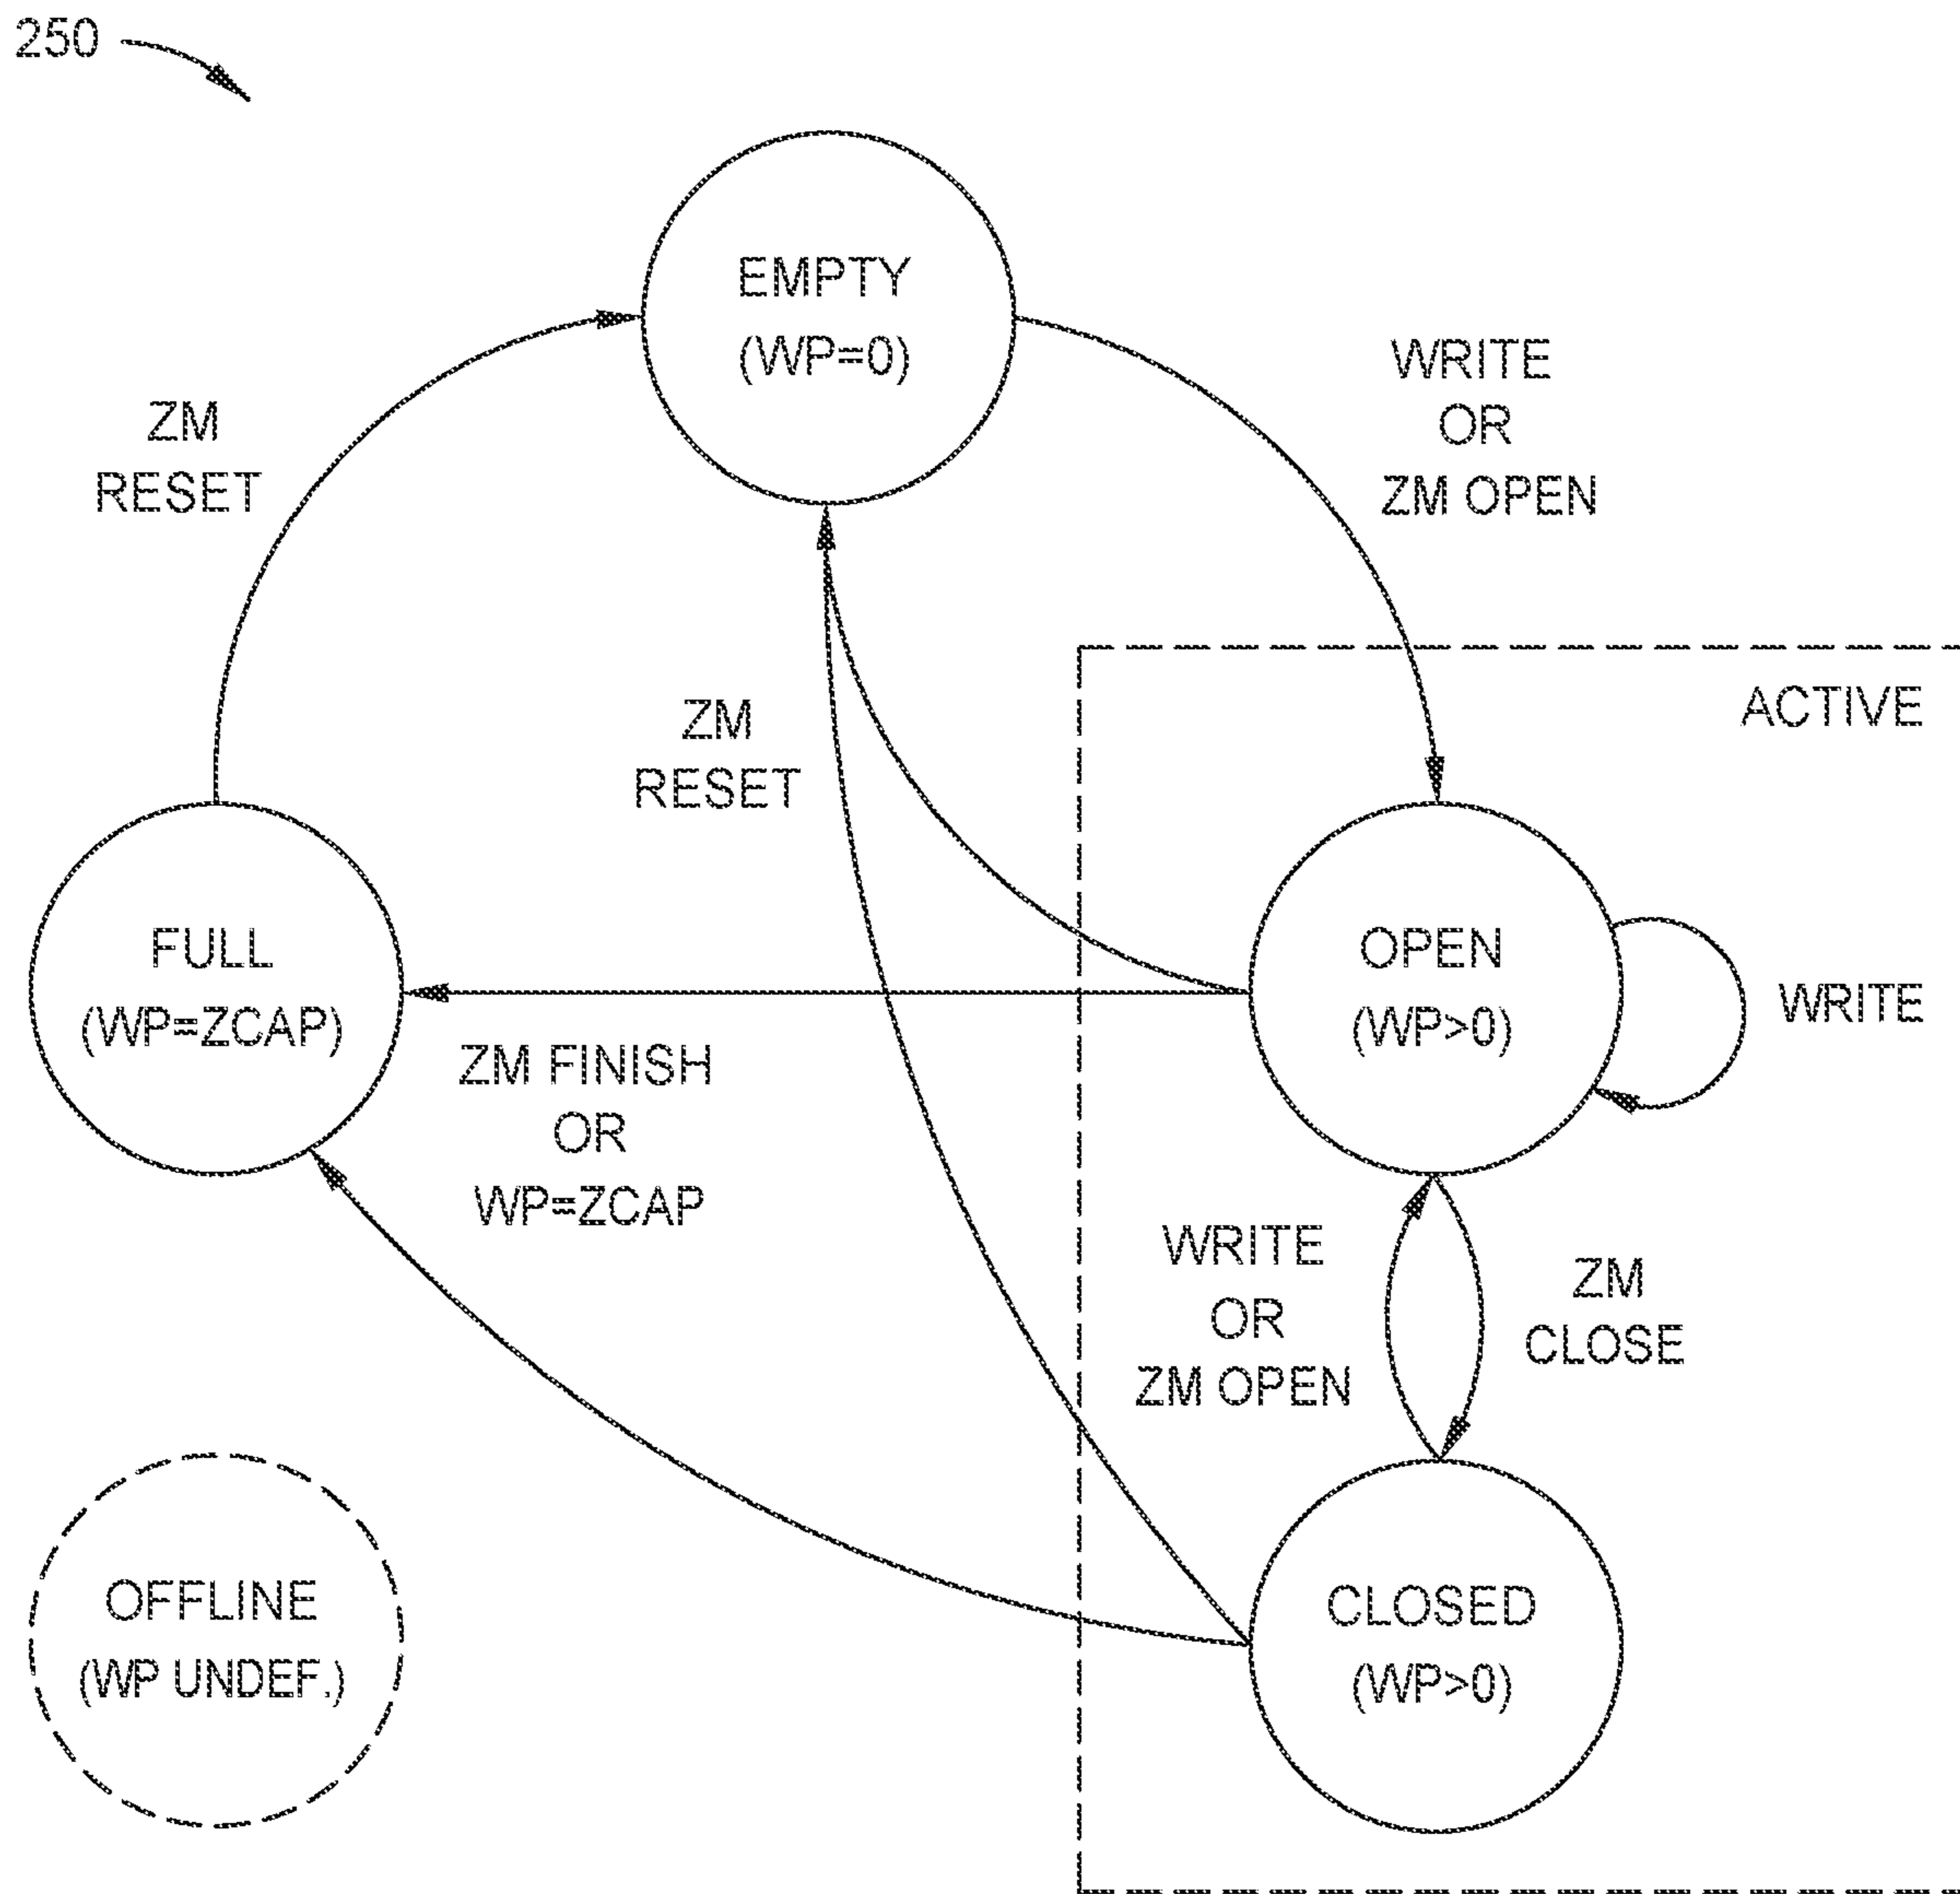 250
EMPTY
(WP=0)
WRITE
OR
ZM OPEN
ZM
RESET
ACTIVE
ZM
RESET
FULL
(WP=ZCAP)
OPEN
(WP>0)
WRITE
ZM FINISH
OR
WP=ZCAP
WRITE
OR
ZM OPEN
ZM
CLOSE
OFFLINE
(WP UNDEF.)
CLOSED
(WP>0)